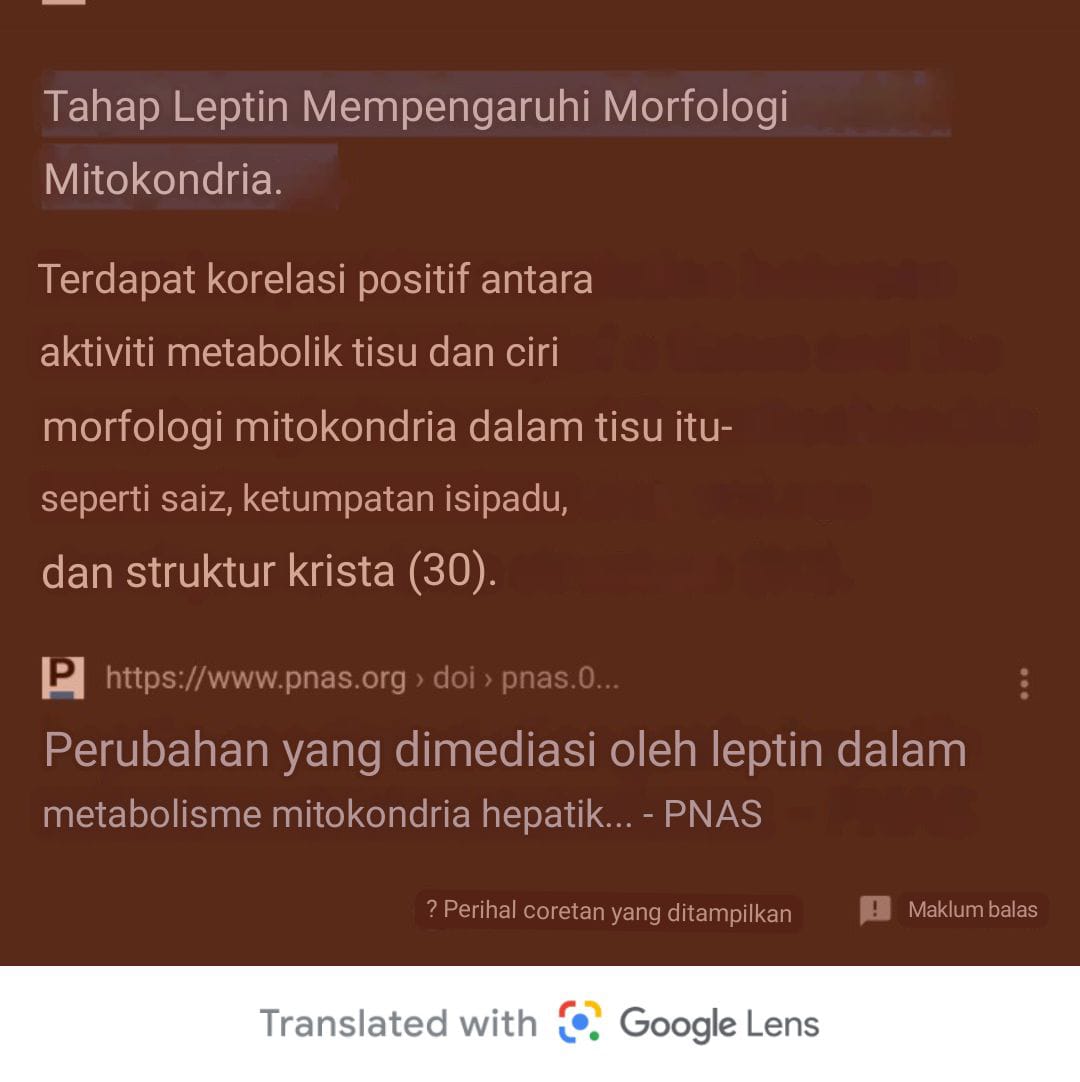 Tahap Leptin Mempengaruhi Morfologi
Mitokondria.
Terdapat korelasi positif antara
aktiviti metabolik tisu dan ciri
morfologi mitokondria dalam tisu itu-
seperti saiz, ketumpatan isipadu,
dan struktur krista (30).
P https://www.pnas.org › doi › pnas.0...
Perubahan yang dimediasi oleh leptin dalam
metabolisme mitokondria hepatik... - PNAS
? Perihal coretan yang ditampilkan
Maklum balas
Translated with Google Lens